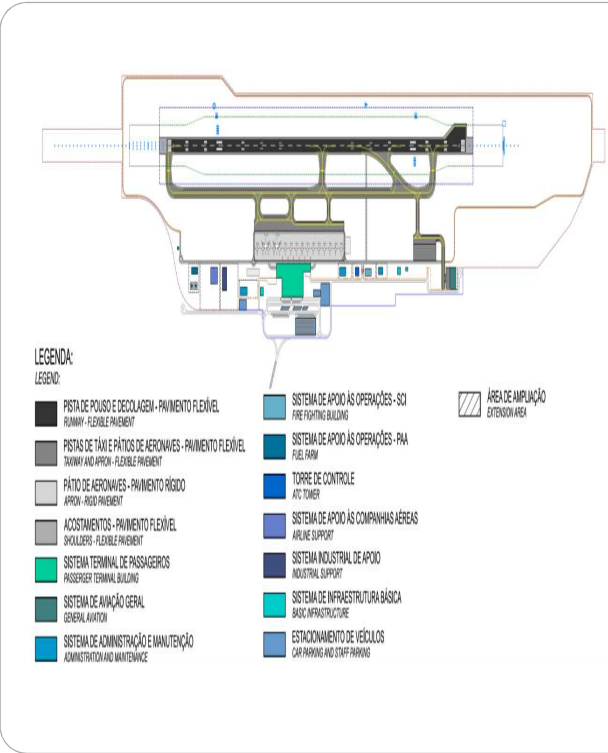 LEGENDA:
LEGEND:
PISTA DE POUSO E DECOLAGEM - PAVIMENTO FLEXÍVEL
RUNWAY - FLEXIBLE PAVEMENT
PISTAS DE TÁXI E PÁTIOS DE AERONAVES - PAVIMENTO FLEXÍVEL
TAXIWAY AND APRON - FLEXIBLE PAVEMENT
PÁTIO DE AERONAVES - PAVIMENTO RÍGIDO
APRON - RIGID PAVEMENT
ACOSTAMENTOS - PAVIMENTO FLEXÍVEL
SHOULDERS - FLEXIBLE PAVEMENT
SISTEMA TERMINAL DE PASSAGEIROS
PASSERGER TERMINAL BUILDING
SISTEMA DE AVIAÇÃO GERAL
GENERAL AVIATION
SISTEMA DE ADMINISTRAÇÃO E MANUTENÇÃO
ADMINISTRATION AND MAINTENANCE
SISTEMA DE APOIO ÀS OPERAÇÕES - SCI
FIRE FIGHTING BUILDING
SISTEMA DE APOIO ÀS OPERAÇÕES - PAA
FUEL FARM
TORRE DE CONTROLE
ATC TOWER
SISTEMA DE APOIO ÀS COMPANHIAS AÉREAS
AIRLINE SUPPORT
SISTEMA INDUSTRIAL DE APOIO
INDUSTRIAL SUPPORT
SISTEMA DE INFRAESTRUTURA BÁSICA
BASIC INFRASTRUCTURE
ESTACIONAMENTO DE VEÍCULOS
CAR PARKING AND STAFF PARKING
ÁREA DE AMPLIAÇÃO
EXTENSION AREA